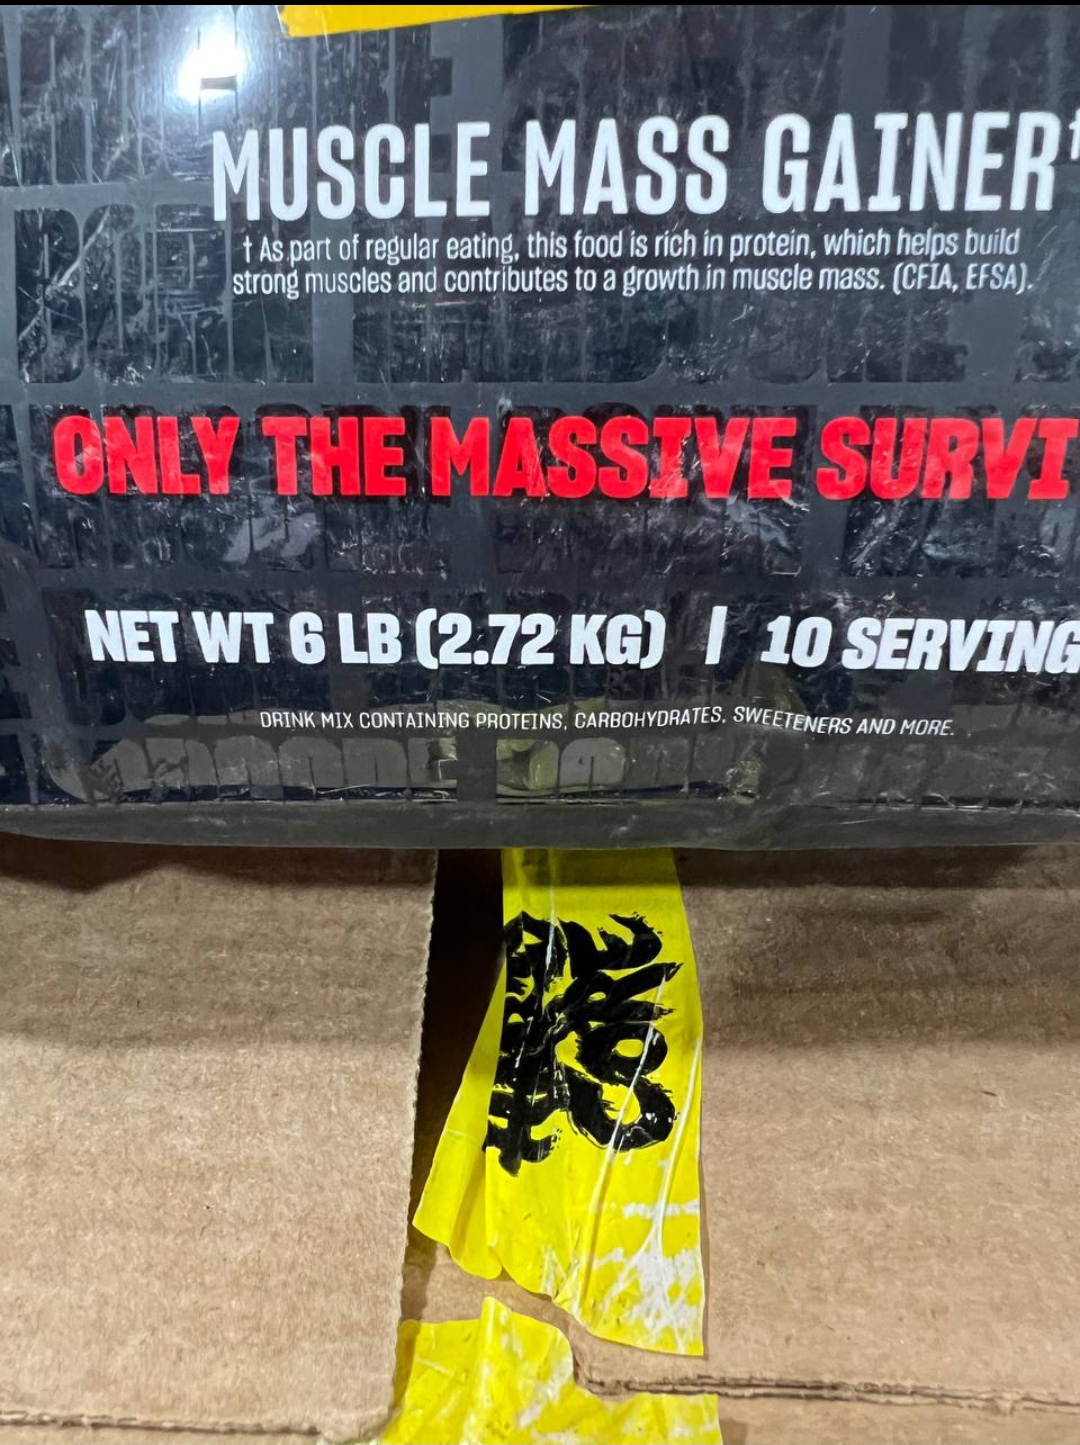 MUSCLE MASS GAINER†
† As part of regular eating, this food is rich in protein, which helps build
strong muscles and contributes to a growth in muscle mass. (CFIA, EFSA).
ONLY THE MASSIVE SURVI
NET WT 6 LB (2.72 KG) | 10 SERVING
DRINK MIX CONTAINING PROTEINS, CARBOHYDRATES, SWEETENERS AND MORE.